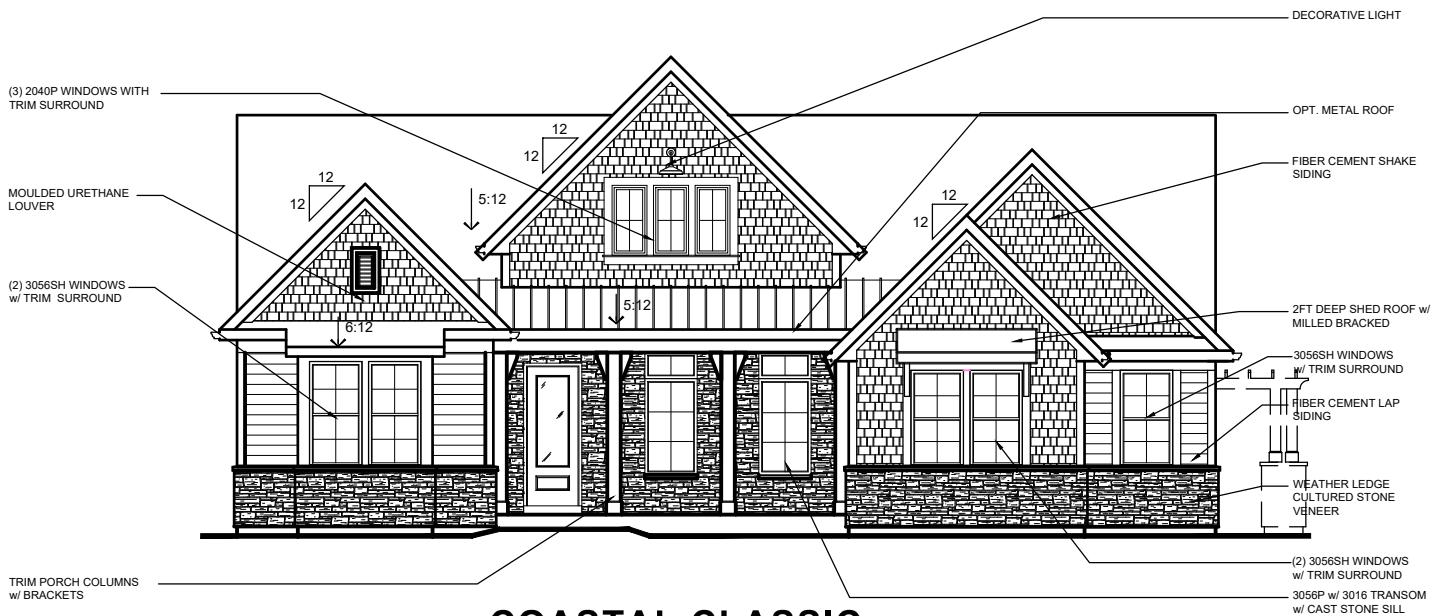 DECORATIVE LIGHT
(3) 2040P WINDOWS WITH
TRIM SURROUND
OPT. METAL ROOF
12
12
FIBER CEMENT SHAKE
SIDING
MOULDED URETHANE
LOUVER
12
12
5:12
12
12
(2) 3056SH WINDOWS
w/ TRIM SURROUND
5:12
6:12
2FT DEEP SHED ROOF w/
MILLED BRACKED
3056SH WINDOWS
w/ TRIM SURROUND
FIBER CEMENT LAP
SIDING
WEATHER LEDGE
CULTURED STONE
VENEER
(2) 3056SH WINDOWS
w/ TRIM SURROUND
TRIM PORCH COLUMNS
w/ BRACKETS
3056P w/ 3016 TRANSOM
w/ CAST STONE SILL
COASTAL CLASSIC